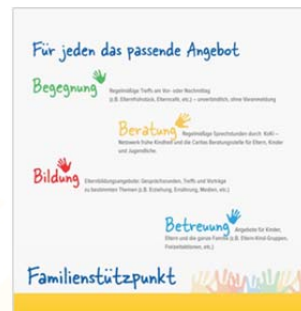 Für jeden das passende Angebot
Begegnung
Regelmäßige Treffs am Vor- oder Nachmittag
(z.B. Elternfrühstück, Elterncafé, etc.) – unverbindlich, ohne Voranmeldung
Beratung
Regelmäßige Sprechstunden durch KoKi –
Netzwerk frühe Kindheit und die Caritas Beratungsstelle für Eltern, Kinder
und Jugendliche.
Bildung
Elternbildungsangebote: Gesprächsrunden, Treffs und Vorträge
zu bestimmten Themen (z.B. Erziehung, Ernährung, Medien, etc.)
Betreuung
Angebote für Kinder,
Eltern und die ganze Familie (z.B. Eltern-Kind-Gruppen,
Freizeitaktionen, etc.)
Familienstützpunkt